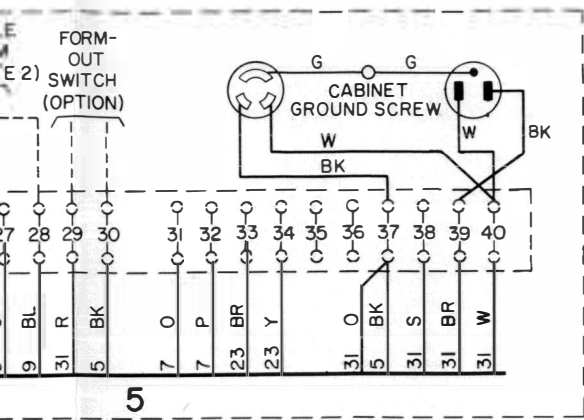 LE
M
E 2)
FORM-
OUT
SWITCH
(OPTION)
G G
CABINET
GROUND SCREW
W BK
W
BK
27 28 29 30 31 32 33 34 35 36 37 38 39 40
BL R BK O P BR Y O BK S BR W
9 31 5 7 7 23 23 31 5 31 31 31
5